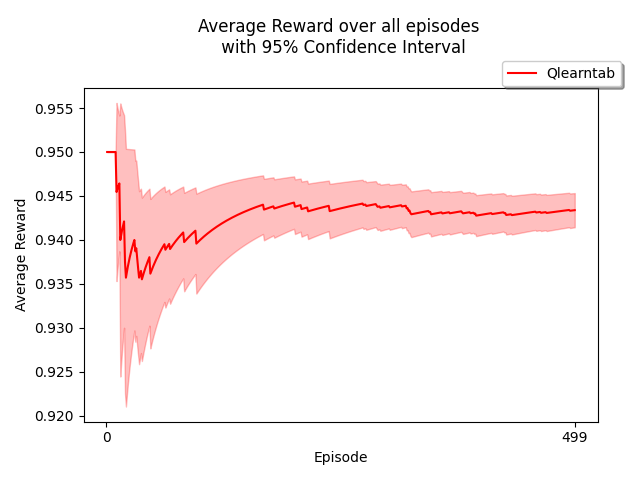 Average Reward over all episodes
with 95% Confidence Interval
Qlearntab
0.955
0.950
0.945
0.940
0.935
0.930
0.925
0.920
Average Reward
0
499
Episode